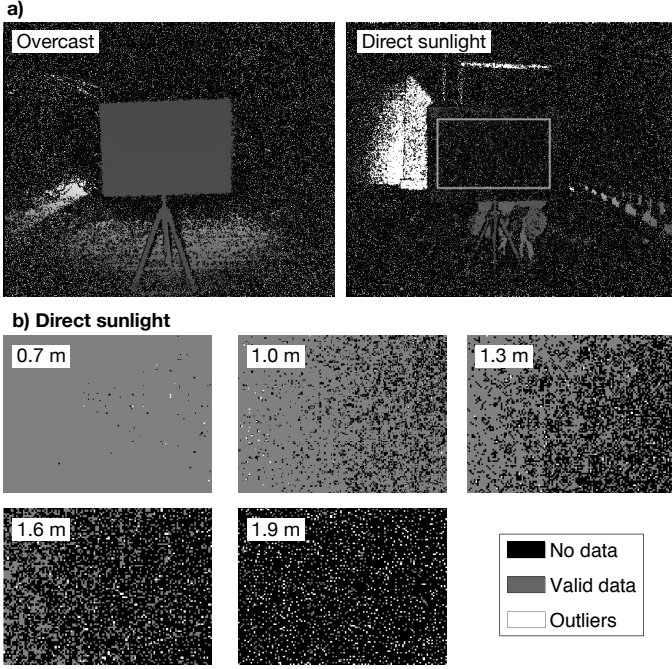 a)
Overcast
Direct sunlight
b) Direct sunlight
0.7 m
1.0 m
1.3 m
1.6 m
1.9 m
No data
Valid data
Outliers